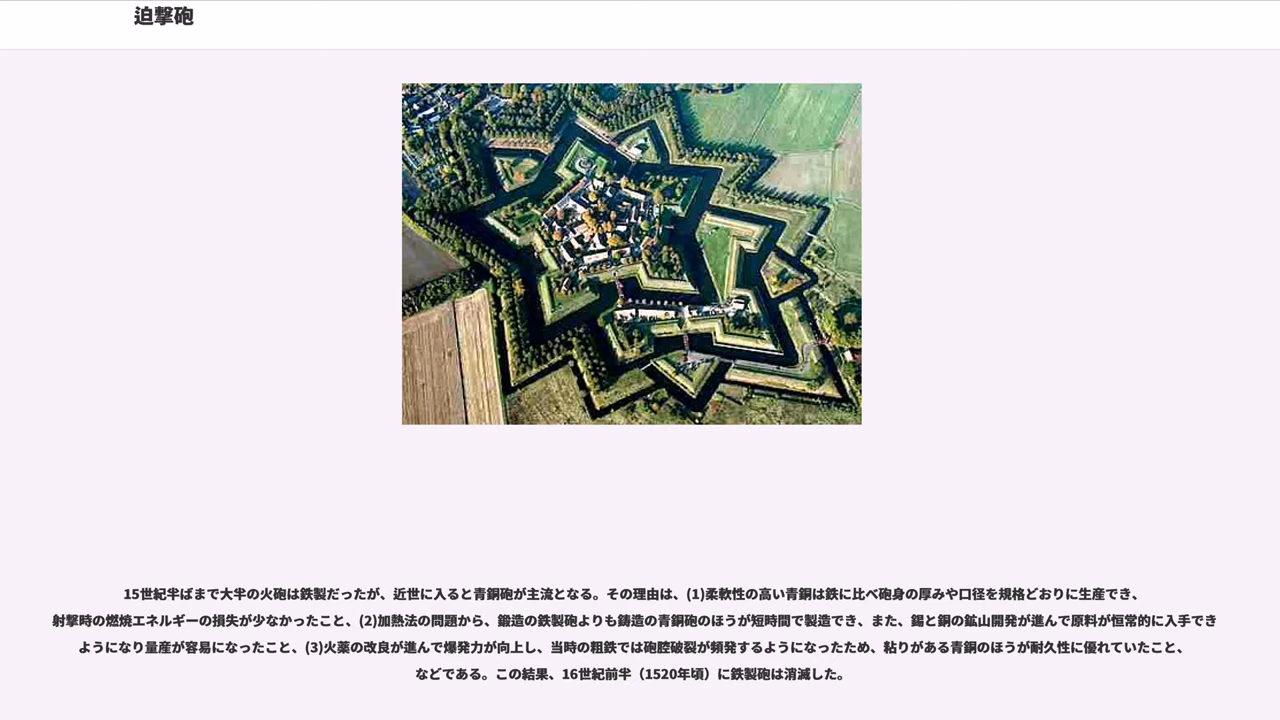 迫撃砲
15世紀半ばまで大半の火砲は鉄製だったが、近世に入ると青銅砲が主流となる。その理由は、(1)柔軟性の高い青銅は鉄に比べ砲身の厚みや口径を規格どおりに生産でき、
射撃時の燃焼エネルギーの損失が少なかったこと、(2)加熱法の問題から、鍛造の鉄製砲よりも鋳造の青銅砲のほうが短時間で製造でき、また、錫と銅の鉱山開発が進んで原料が恒常的に入手でき
ようになり量産が容易になったこと、(3)火薬の改良が進んで爆発力が向上し、当時の粗鉄では砲腔破裂が頻発するようになったため、粘りがある青銅のほうが耐久性に優れていたこと、
などである。この結果、16世紀前半（1520年頃）に鉄製砲は消滅した。